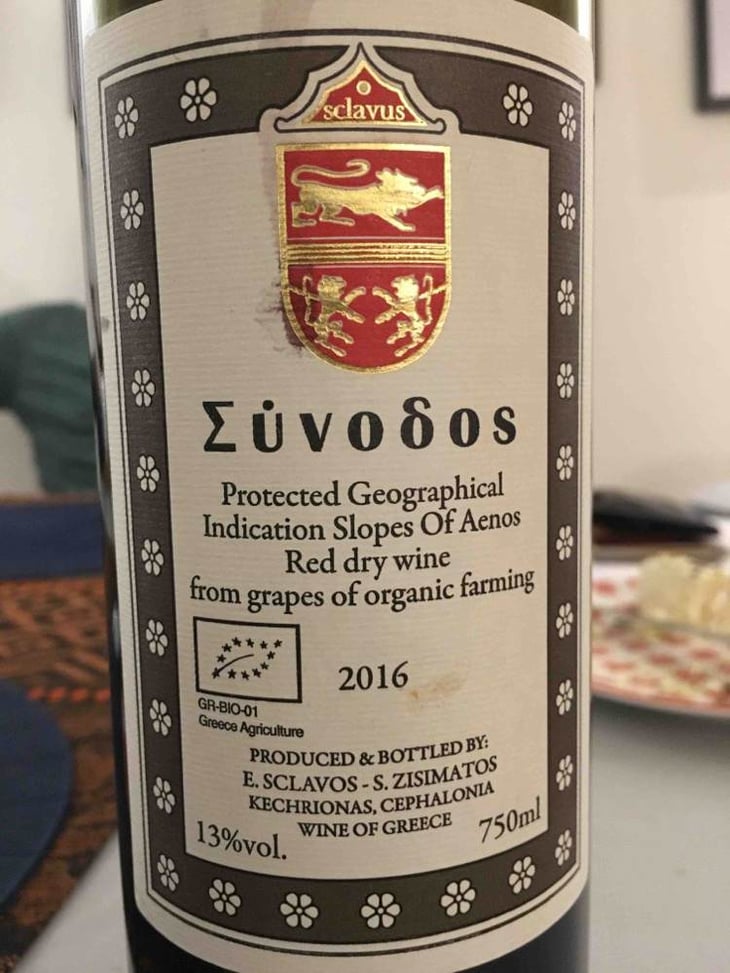 sclavus
Σύνοδος
Protected Geographical
Indication Slopes Of Aenos
Red dry wine
from grapes of organic farming
2016
GR-BIO-01
Greece Agriculture
PRODUCED & BOTTLED BY:
E. SCLAVOS - S. ZISIMATOS
KECHRIONAS, CEPHALONIA
WINE OF GREECE
13%vol.
750ml